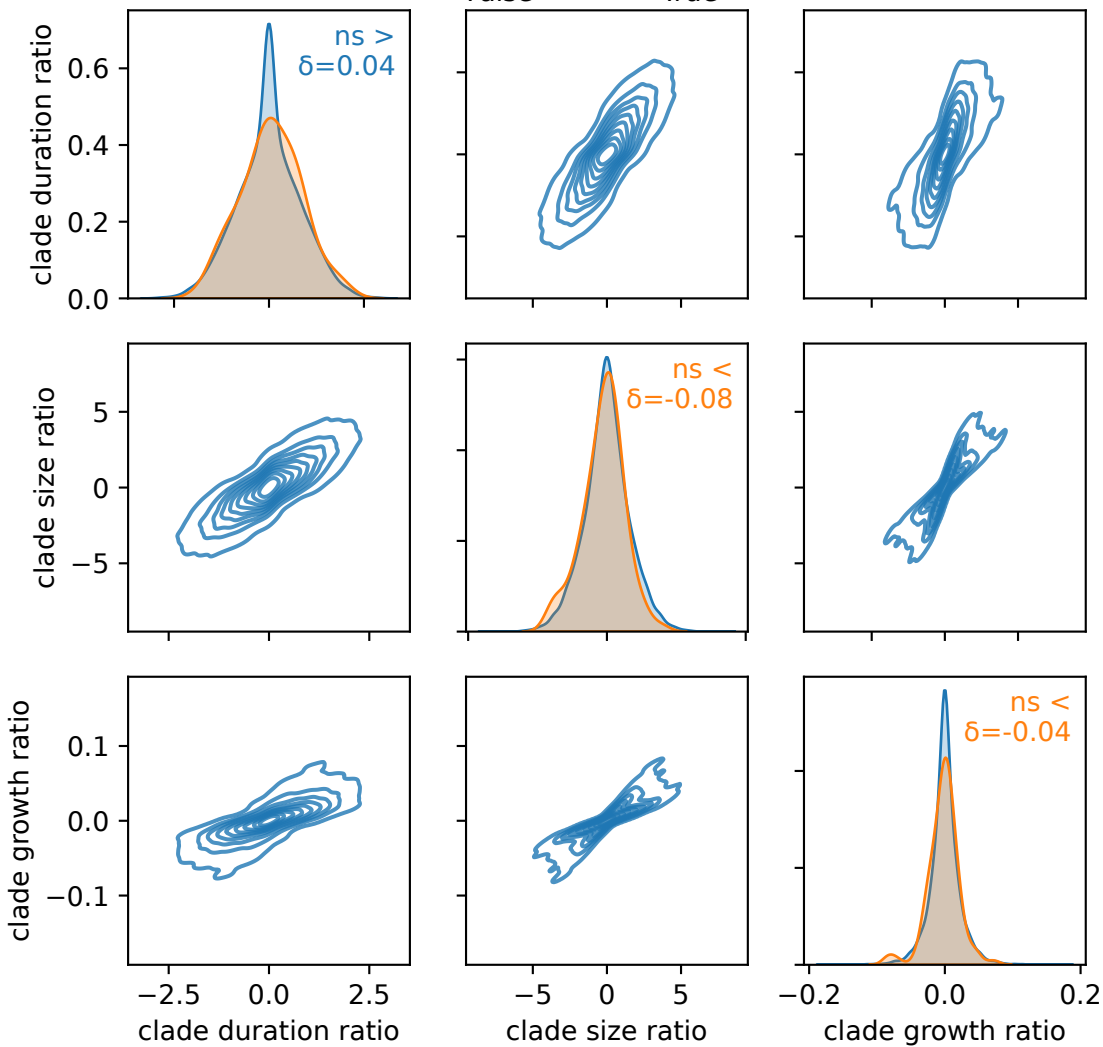 clade duration ratio
0.6
0.4
0.2
0.0
ns >
δ=0.04
clade size ratio
5
0
−5
ns <
δ=-0.08
clade growth ratio
0.1
0.0
−0.1
ns <
δ=-0.04
−2.5 0.0 2.5
clade duration ratio
−5 0 5
clade size ratio
−0.2 0.0 0.2
clade growth ratio